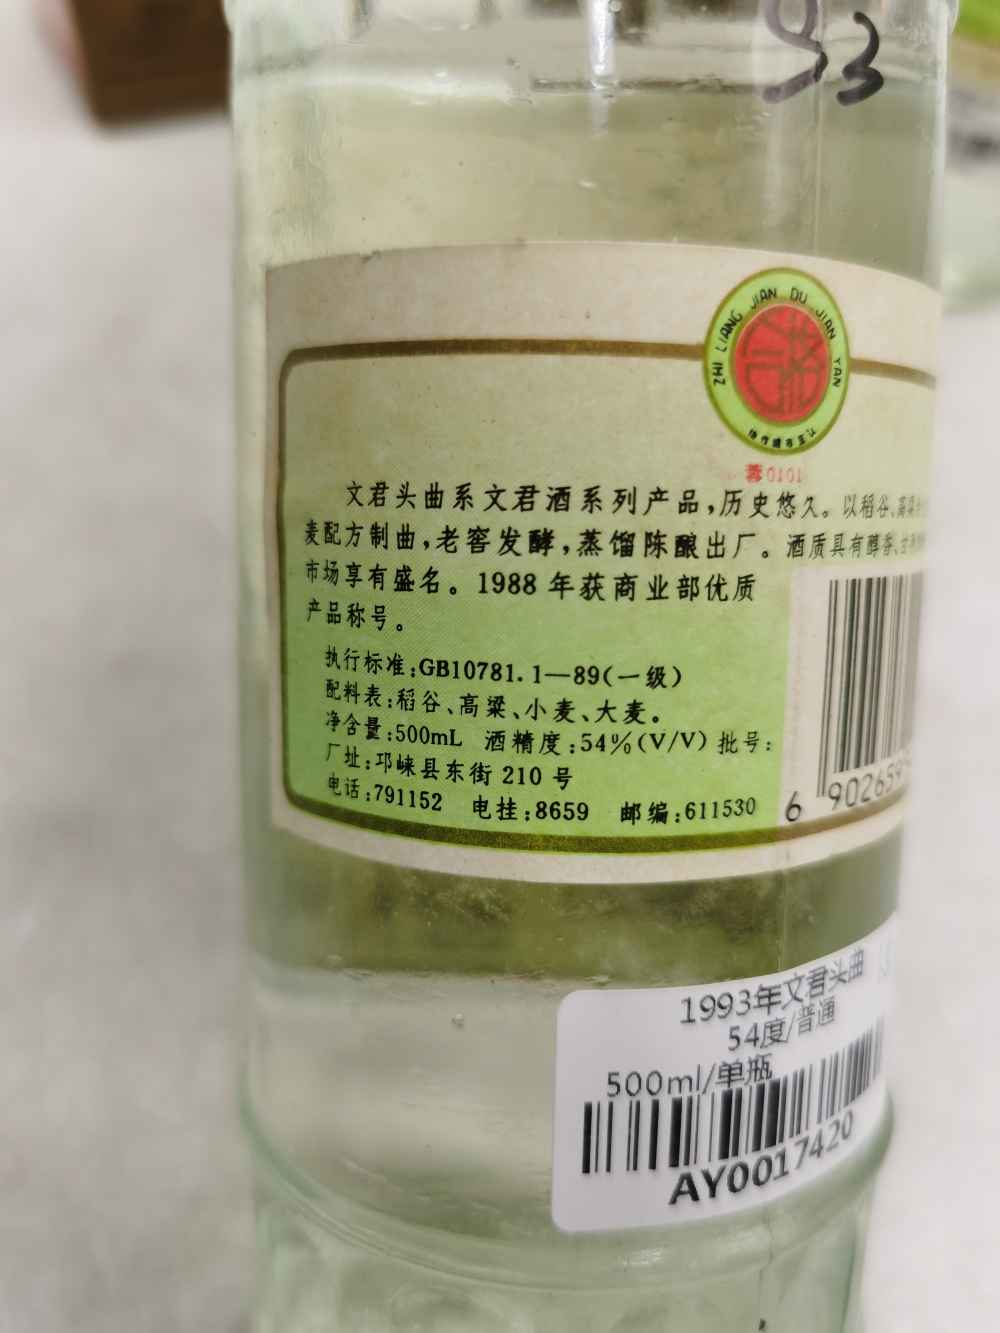 93
ZHI LIANG JIAN DU JIAN YAN
合格
蓉0101
文君头曲系文君酒系列产品，历史悠久。以稻谷、高粱
麦配方制曲，老窖发酵，蒸馏陈酿出厂。酒质具有醇香、
市场享有盛名。1988年获商业部优质
产品称号。
执行标准：GB10781.1—89（一级）
配料表：稻谷、高粱、小麦、大麦。
净含量：500mL 酒精度：54%(V/V) 批号：
厂址：邛崃县东街210号
电话：791152 电挂：8659 邮编：611530
6 902659
1993年文君头曲
54度/普通
500ml/单瓶
AY0017420